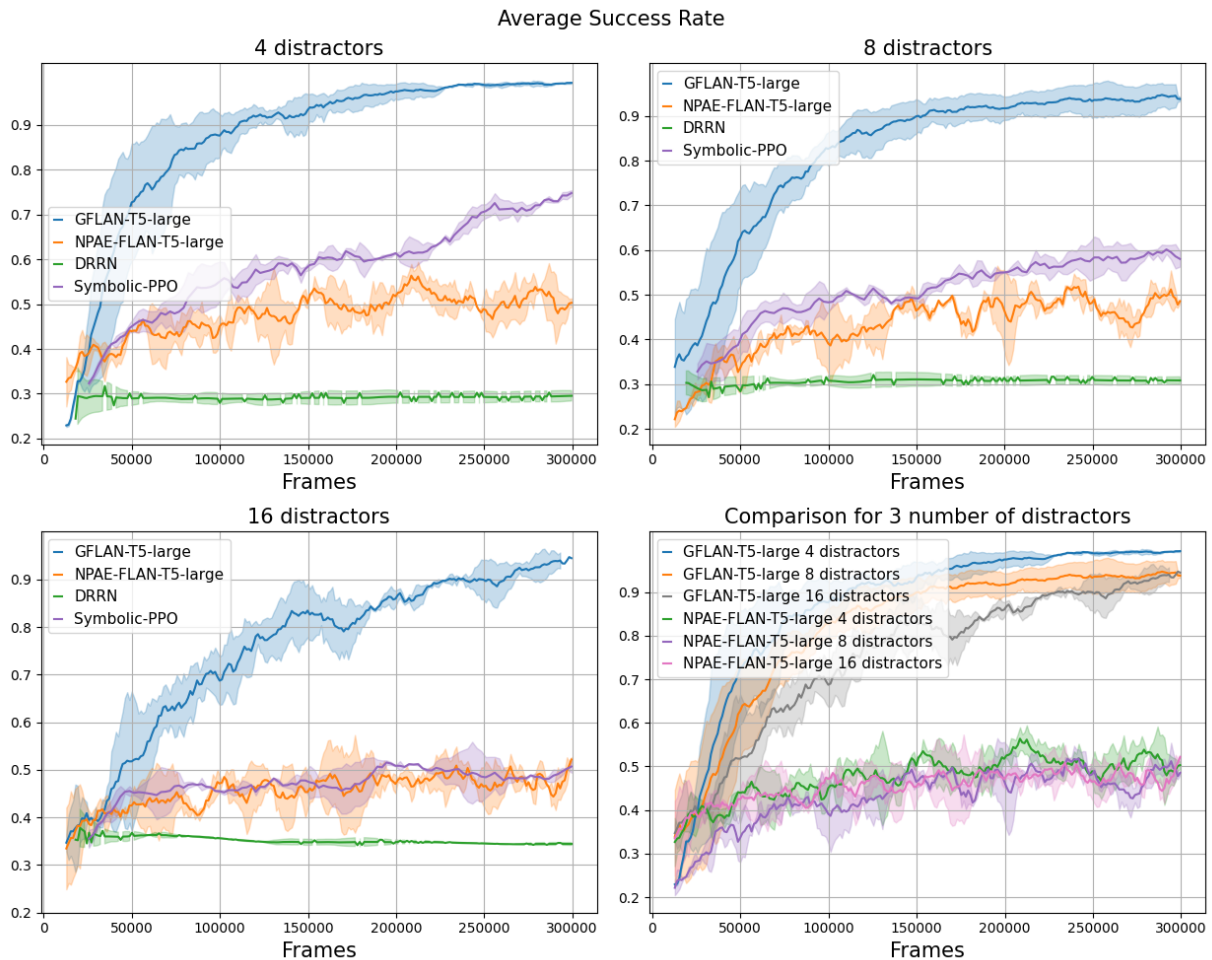 Average Success Rate
4 distractors
0.9
0.8
0.7
0.6
0.5
0.4
0.3
0.2
GFLAN-T5-large
NPAE-FLAN-T5-large
DRRN
Symbolic-PPO
0 50000 100000 150000 200000 250000 300000
Frames
8 distractors
0.9
0.8
0.7
0.6
0.5
0.4
0.3
0.2
GFLAN-T5-large
NPAE-FLAN-T5-large
DRRN
Symbolic-PPO
0 50000 100000 150000 200000 250000 300000
Frames
16 distractors
0.9
0.8
0.7
0.6
0.5
0.4
0.3
0.2
GFLAN-T5-large
NPAE-FLAN-T5-large
DRRN
Symbolic-PPO
0 50000 100000 150000 200000 250000 300000
Frames
Comparison for 3 number of distractors
0.9
0.8
0.7
0.6
0.5
0.4
0.3
0.2
GFLAN-T5-large 4 distractors
GFLAN-T5-large 8 distractors
GFLAN-T5-large 16 distractors
NPAE-FLAN-T5-large 4 distractors
NPAE-FLAN-T5-large 8 distractors
NPAE-FLAN-T5-large 16 distractors
0 50000 100000 150000 200000 250000 300000
Frames